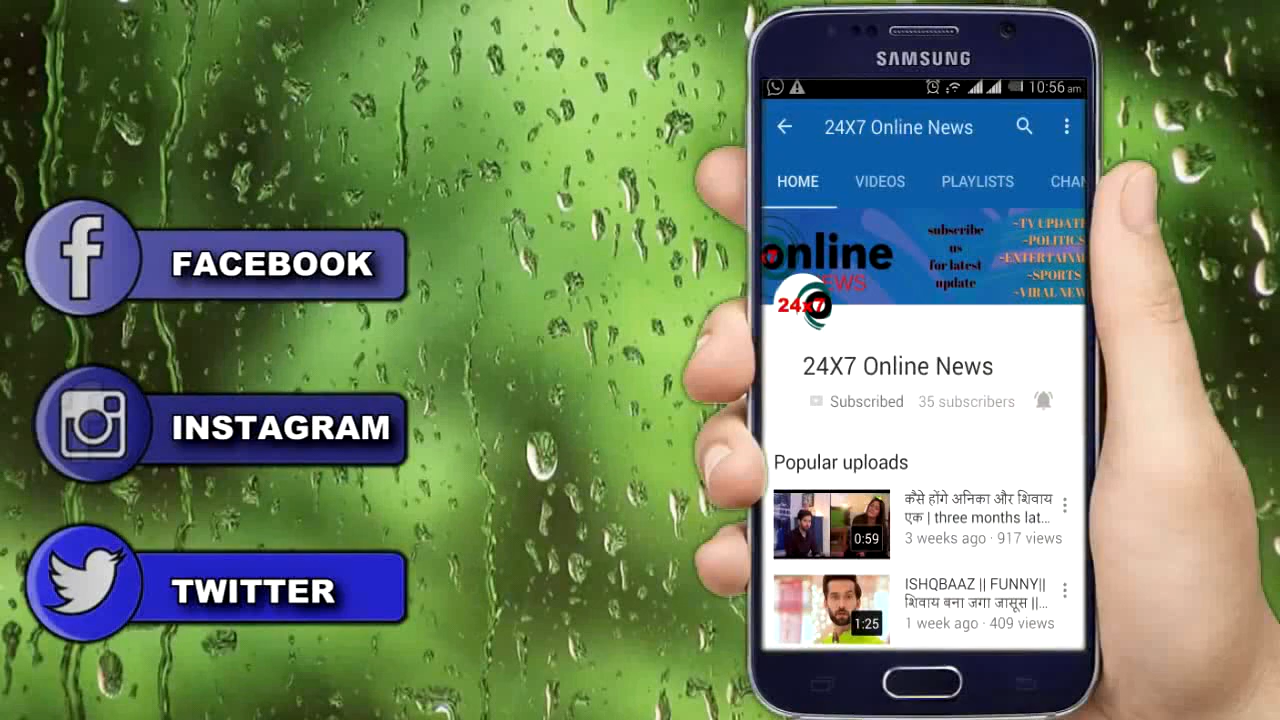 FACEBOOK
INSTAGRAM
TWITTER
SAMSUNG
10:56 am
24X7 Online News
HOME VIDEOS PLAYLISTS CHAN
online
NEWS
24x7
subscribe
us
for latest
update
~TV UPDATE
~POLITICS
~ENTERTAINM
~SPORTS
~VIRAL NEW
24X7 Online News
Subscribed 35 subscribers
Popular uploads
0:59
कैसे होंगे अनिका और शिवाय
एक | three months lat...
3 weeks ago · 917 views
1:25
ISHQBAAZ || FUNNY||
शिवाय बना जगा जासूस ||...
1 week ago · 409 views